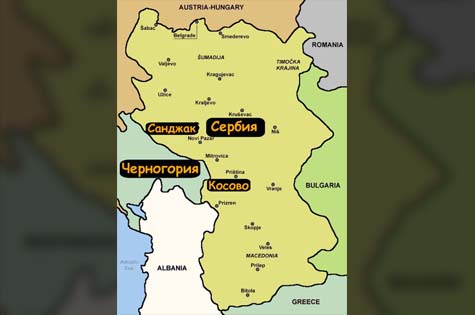 AUSTRIA-HUNGARY
Šabac
Belgrade
Smederevo
ROMANIA
Valjevo
ŠUMADIJA
TIMOČKA
KRAJINA
Kragujevac
Užice
Kraljevo
Kruševac
Санджак
Сербия
Niš
Novi Pazar
Mitrovica
Черногория
Priština
Косово
Vranje
BULGARIA
Prizren
Skopje
Veles
Adriatic
Sea
ALBANIA
MACEDONIA
Prilep
Bitola
GREECE